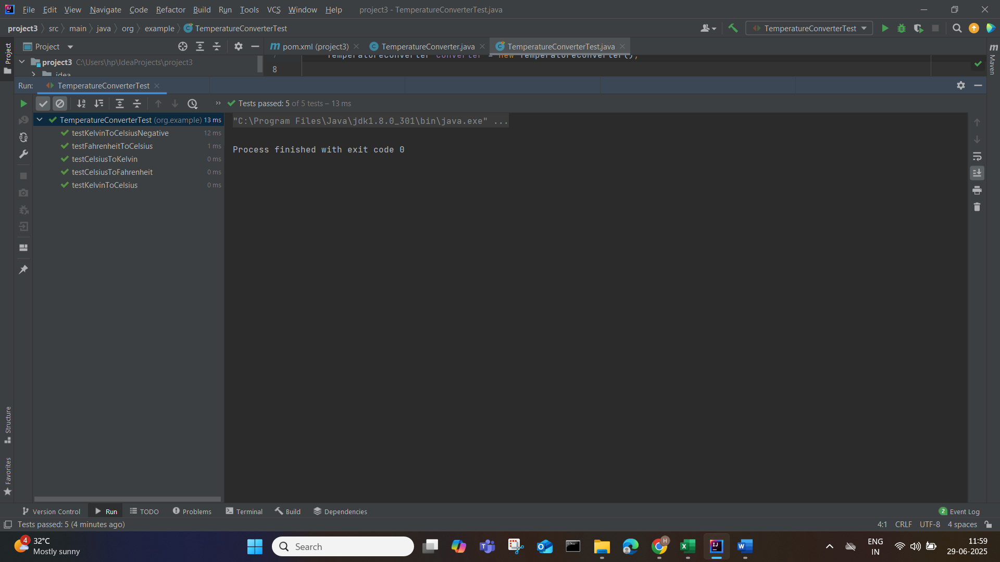 File Edit View Navigate Code Refactor Build Run Tools VCS Window Help project3 - TemperatureConverterTest.java
project3 src main java org example TemperatureConverterTest
TemperatureConverterTest
Project
Project
pom.xml (project3) TemperatureConverter.java TemperatureConverterTest.java
Maven
project3 C:\Users\hp\IdeaProjects\project3
7 TemperatureConverter converter = new TemperatureConverter();
8
.idea
Run: TemperatureConverterTest
Tests passed: 5 of 5 tests – 13 ms
TemperatureConverterTest (org.example) 13 ms
testKelvinToCelsiusNegative 12 ms
testFahrenheitToCelsius 1 ms
testCelsiusToKelvin 0 ms
testCelsiusToFahrenheit 0 ms
testKelvinToCelsius 0 ms
"C:\Program Files\Java\jdk1.8.0_301\bin\java.exe" ...
Process finished with exit code 0
Structure
Favorites
Version Control Run TODO Problems Terminal Build Dependencies 2 Event Log
Tests passed: 5 (4 minutes ago) 4:1 CRLF UTF-8 4 spaces
4 32°C
Mostly sunny
Search
H
ENG
IN
11:59
29-06-2025